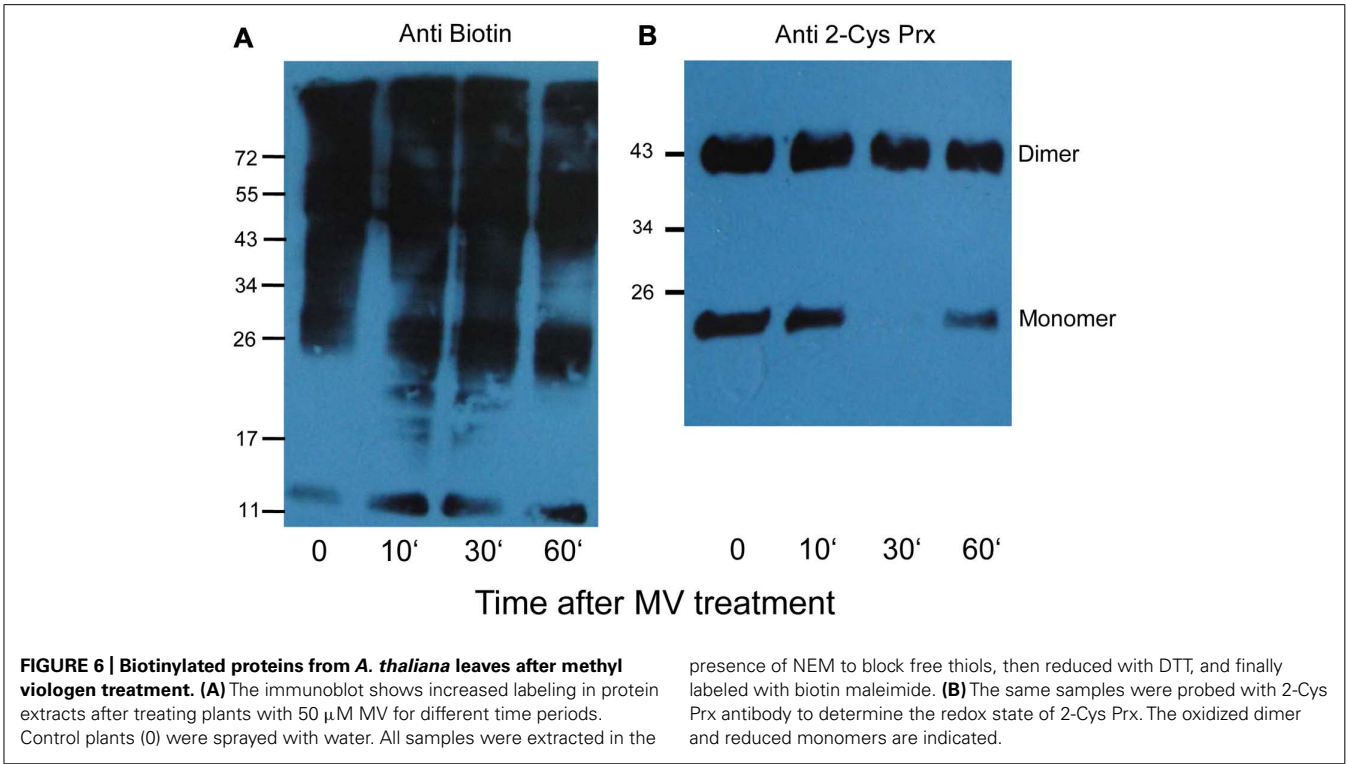 A
Anti Biotin
72
55
43
34
26
17
11
0 10‘ 30‘ 60‘
B
Anti 2-Cys Prx
43
34
26
Dimer
Monomer
0 10‘ 30‘ 60‘
Time after MV treatment
FIGURE 6 | Biotinylated proteins from A. thaliana leaves after methyl
viologen treatment. (A) The immunoblot shows increased labeling in protein
extracts after treating plants with 50 μM MV for different time periods.
Control plants (0) were sprayed with water. All samples were extracted in the
presence of NEM to block free thiols, then reduced with DTT, and finally
labeled with biotin maleimide. (B) The same samples were probed with 2-Cys
Prx antibody to determine the redox state of 2-Cys Prx. The oxidized dimer
and reduced monomers are indicated.